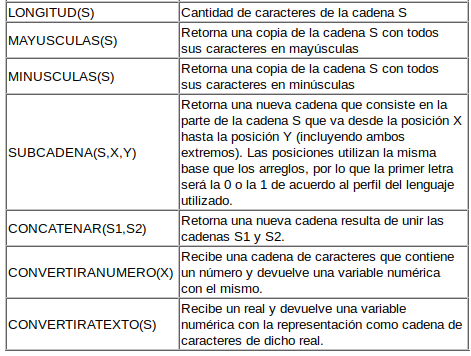 LONGITUD(S)
Cantidad de caracteres de la cadena S
MAYUSCULAS(S)
Retorna una copia de la cadena S con todos
sus caracteres en mayúsculas
MINUSCULAS(S)
Retorna una copia de la cadena S con todos
sus caracteres en minúsculas
SUBCADENA(S,X,Y)
Retorna una nueva cadena que consiste en la
parte de la cadena S que va desde la posición X
hasta la posición Y (incluyendo ambos
extremos). Las posiciones utilizan la misma
base que los arreglos, por lo que la primer letra
será la 0 o la 1 de acuerdo al perfil del lenguaje
utilizado.
CONCATENAR(S1,S2)
Retorna una nueva cadena resulta de unir las
cadenas S1 y S2.
CONVERTIRANUMERO(X)
Recibe una cadena de caracteres que contiene
un número y devuelve una variable numérica
con el mismo.
CONVERTIRATEXTO(S)
Recibe un real y devuelve una variable
numérica con la representación como cadena de
caracteres de dicho real.